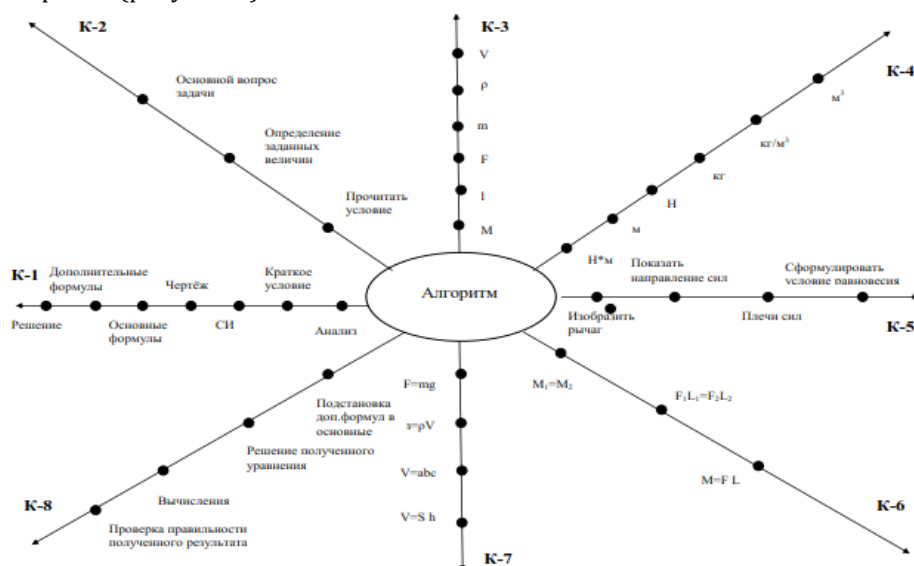 К-2
Основной вопрос
задачи
Определение
заданных
величин
Прочитать
условие
К-3
V
ρ
m
F
l
M
К-4
м³
кг/м³
кг
Н
м
Н*м
К-1
Дополнительные
формулы
Чертёж
Краткое
условие
Решение
Основные
формулы
СИ
Анализ
Алгоритм
Показать
направление сил
Сформулировать
условие равновесия
Изобразить
рычаг
Плечи сил
К-5
M₁=M₂
F₁L₁=F₂L₂
M=F L
К-6
F=mg
з=ρV
V=abc
V=S h
К-7
Подстановка
доп.формул в
основные
Решение полученного
уравнения
Вычисления
Проверка правильности
полученного результата
К-8